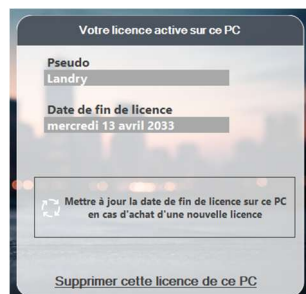 Votre licence active sur ce PC
Pseudo
Landry
Date de fin de licence
mercredi 13 avril 2033
Mettre à jour la date de fin de licence sur ce PC
en cas d'achat d'une nouvelle licence
Supprimer cette licence de ce PC